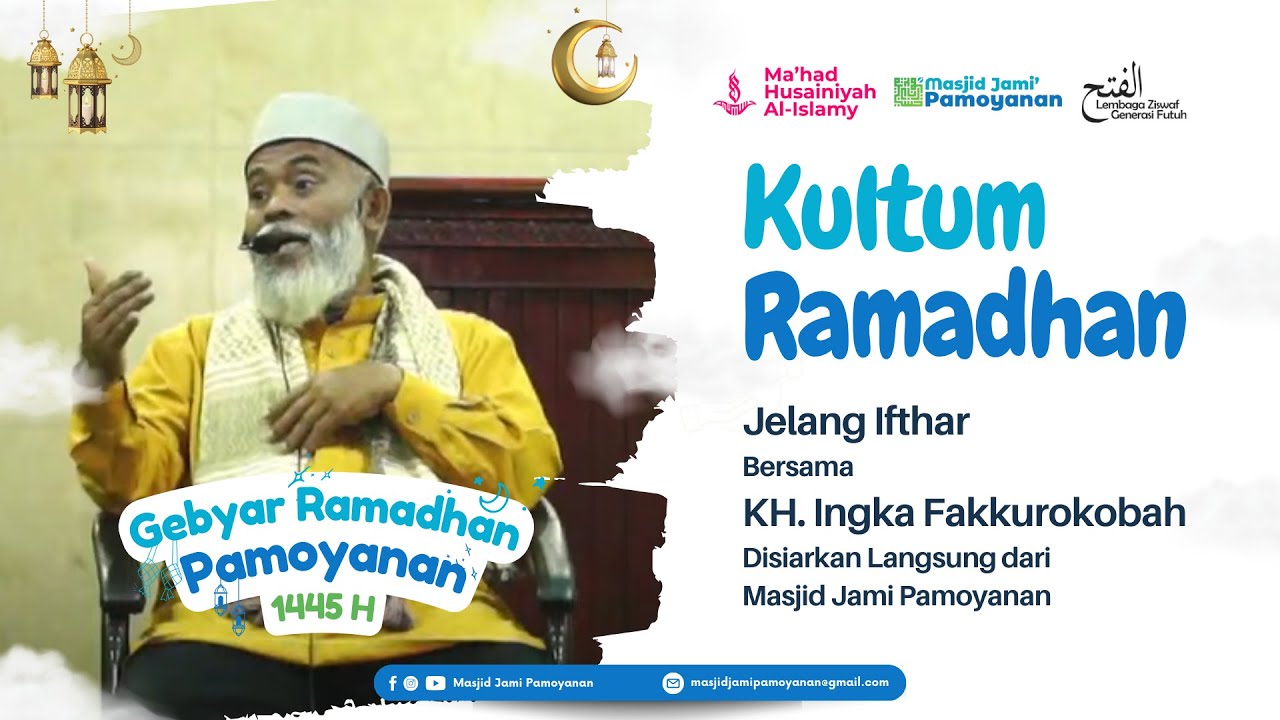 Ma'had
Husainiyah
Al-Islamy
Masjid Jami'
Pamoyanan
الفتح
Lembaga Ziswaf
Generasi Futuh
Kultum
Ramadhan
Jelang Ifthar
Bersama
KH. Ingka Fakkurokobah
Disiarkan Langsung dari
Masjid Jami Pamoyanan
Gebyar Ramadhan
Pamoyanan
1445 H
Masjid Jami Pamoyanan
masjidjamipamoyanan@gmail.com